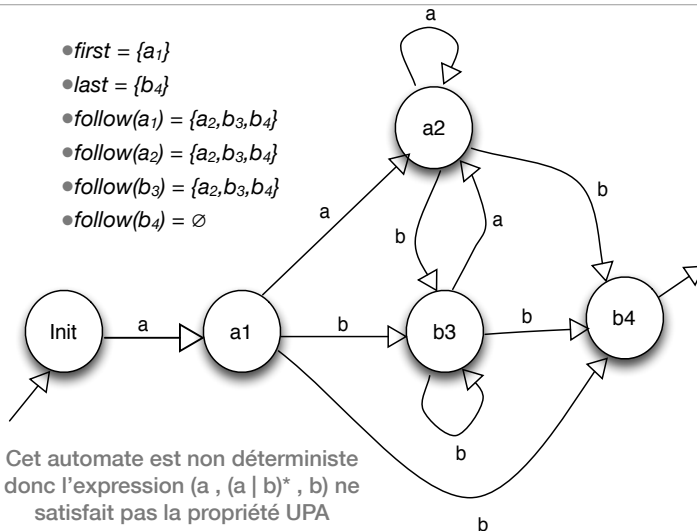 •first = {a1}
•last = {b4}
•follow(a1) = {a2,b3,b4}
•follow(a2) = {a2,b3,b4}
•follow(b3) = {a2,b3,b4}
•follow(b4) = ∅
a
a2
a
b
a
b
Init
a
a1
b
b3
b
b4
b
b
Cet automate est non déterministe
donc l'expression (a , (a | b)* , b) ne
satisfait pas la propriété UPA